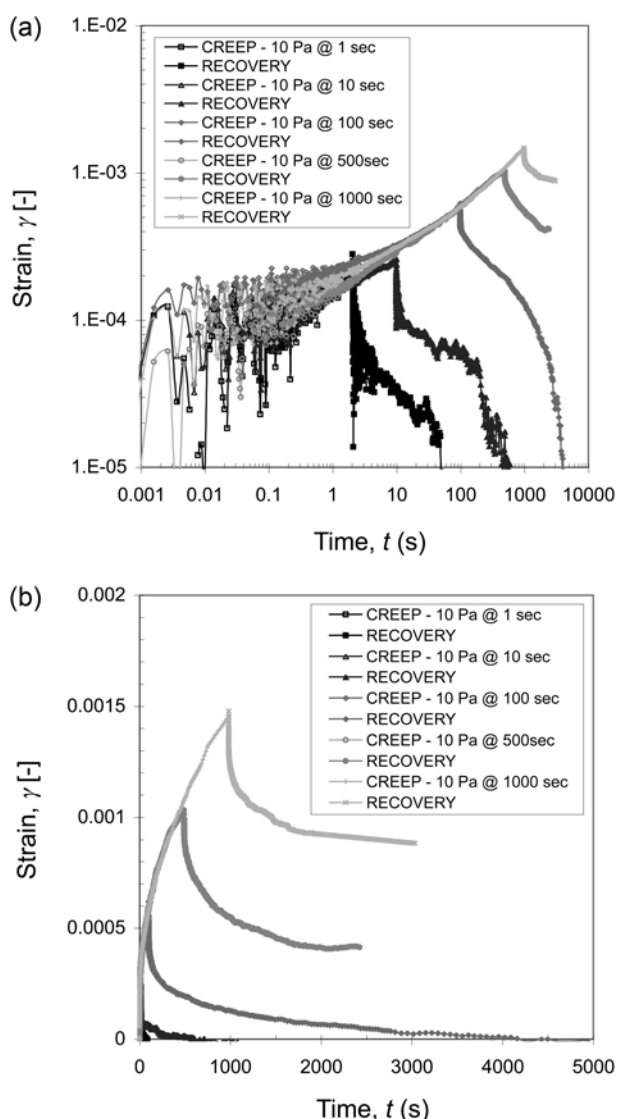 (a)
1.E-02
CREEP - 10 Pa @ 1 sec
RECOVERY
CREEP - 10 Pa @ 10 sec
RECOVERY
CREEP - 10 Pa @ 100 sec
RECOVERY
CREEP - 10 Pa @ 500sec
RECOVERY
CREEP - 10 Pa @ 1000 sec
RECOVERY
1.E-03
Strain, γ [-]
1.E-04
1.E-05
0.001 0.01 0.1 1 10 100 1000 10000
Time, t (s)
(b)
0.002
CREEP - 10 Pa @ 1 sec
RECOVERY
CREEP - 10 Pa @ 10 sec
RECOVERY
CREEP - 10 Pa @ 100 sec
RECOVERY
CREEP - 10 Pa @ 500sec
RECOVERY
CREEP - 10 Pa @ 1000 sec
RECOVERY
0.0015
Strain, γ [-]
0.001
0.0005
0
0 1000 2000 3000 4000 5000
Time, t (s)